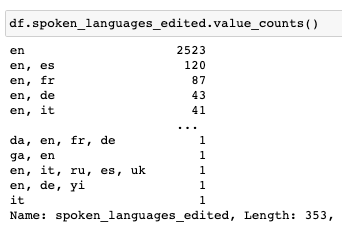 df.spoken_languages_edited.value_counts()
en 2523
en, es 120
en, fr 87
en, de 43
en, it 41
...
da, en, fr, de 1
ga, en 1
en, it, ru, es, uk 1
en, de, yi 1
it 1
Name: spoken_languages_edited, Length: 353,